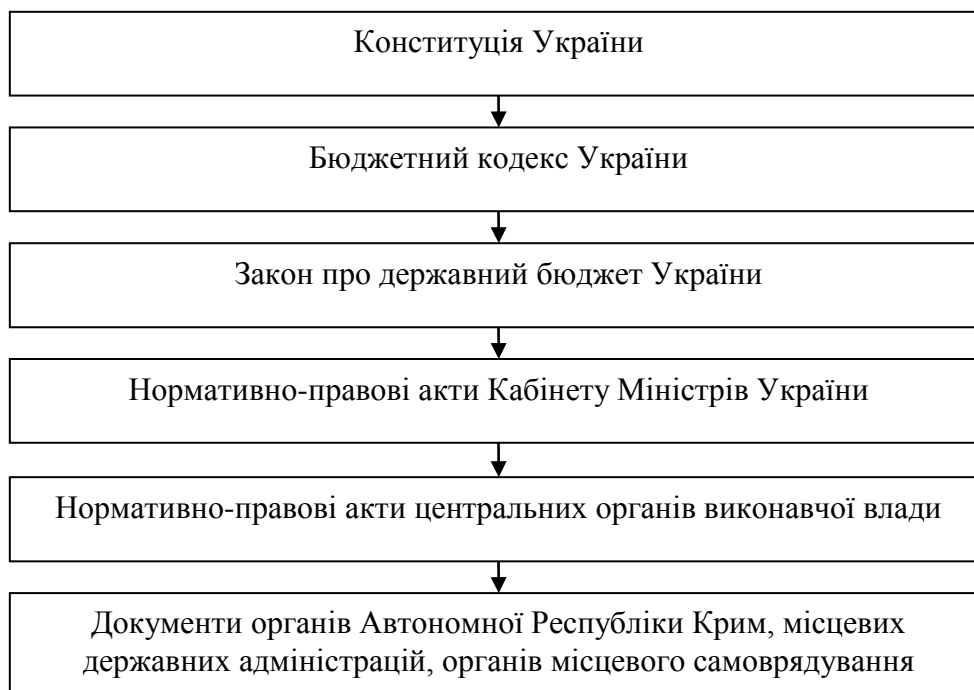 Конституція України
Бюджетний кодекс України
Закон про державний бюджет України
Нормативно-правові акти Кабінету Міністрів України
Нормативно-правові акти центральних органів виконавчої влади
Документи органів Автономної Республіки Крим, місцевих
державних адміністрацій, органів місцевого самоврядування